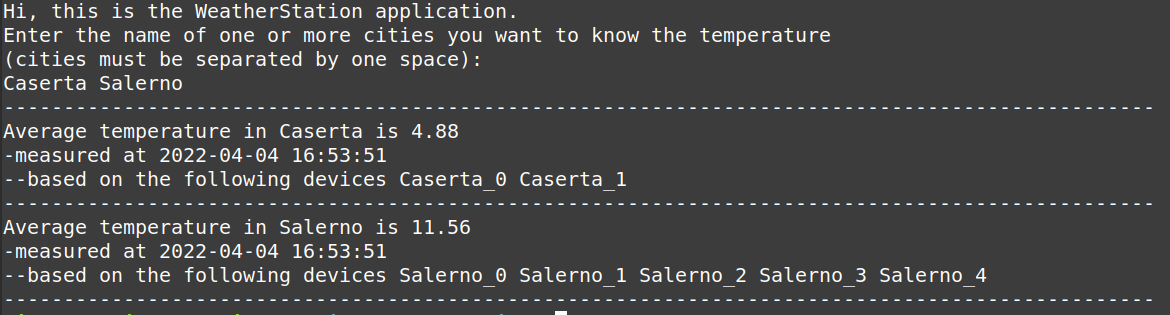 Hi, this is the WeatherStation application.
Enter the name of one or more cities you want to know the temperature
(cities must be separated by one space):
Caserta Salerno
------------------------------------------------------------------------------------------------
Average temperature in Caserta is 4.88
-measured at 2022-04-04 16:53:51
--based on the following devices Caserta_0 Caserta_1
------------------------------------------------------------------------------------------------
Average temperature in Salerno is 11.56
-measured at 2022-04-04 16:53:51
--based on the following devices Salerno_0 Salerno_1 Salerno_2 Salerno_3 Salerno_4
------------------------------------------------------------------------------------------------